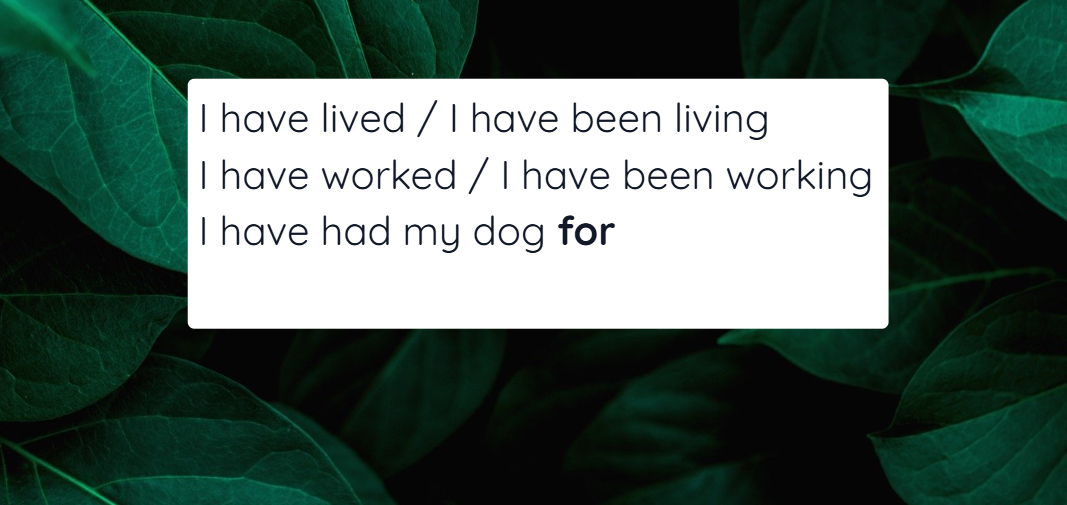 I have lived / I have been living
I have worked / I have been working
I have had my dog for